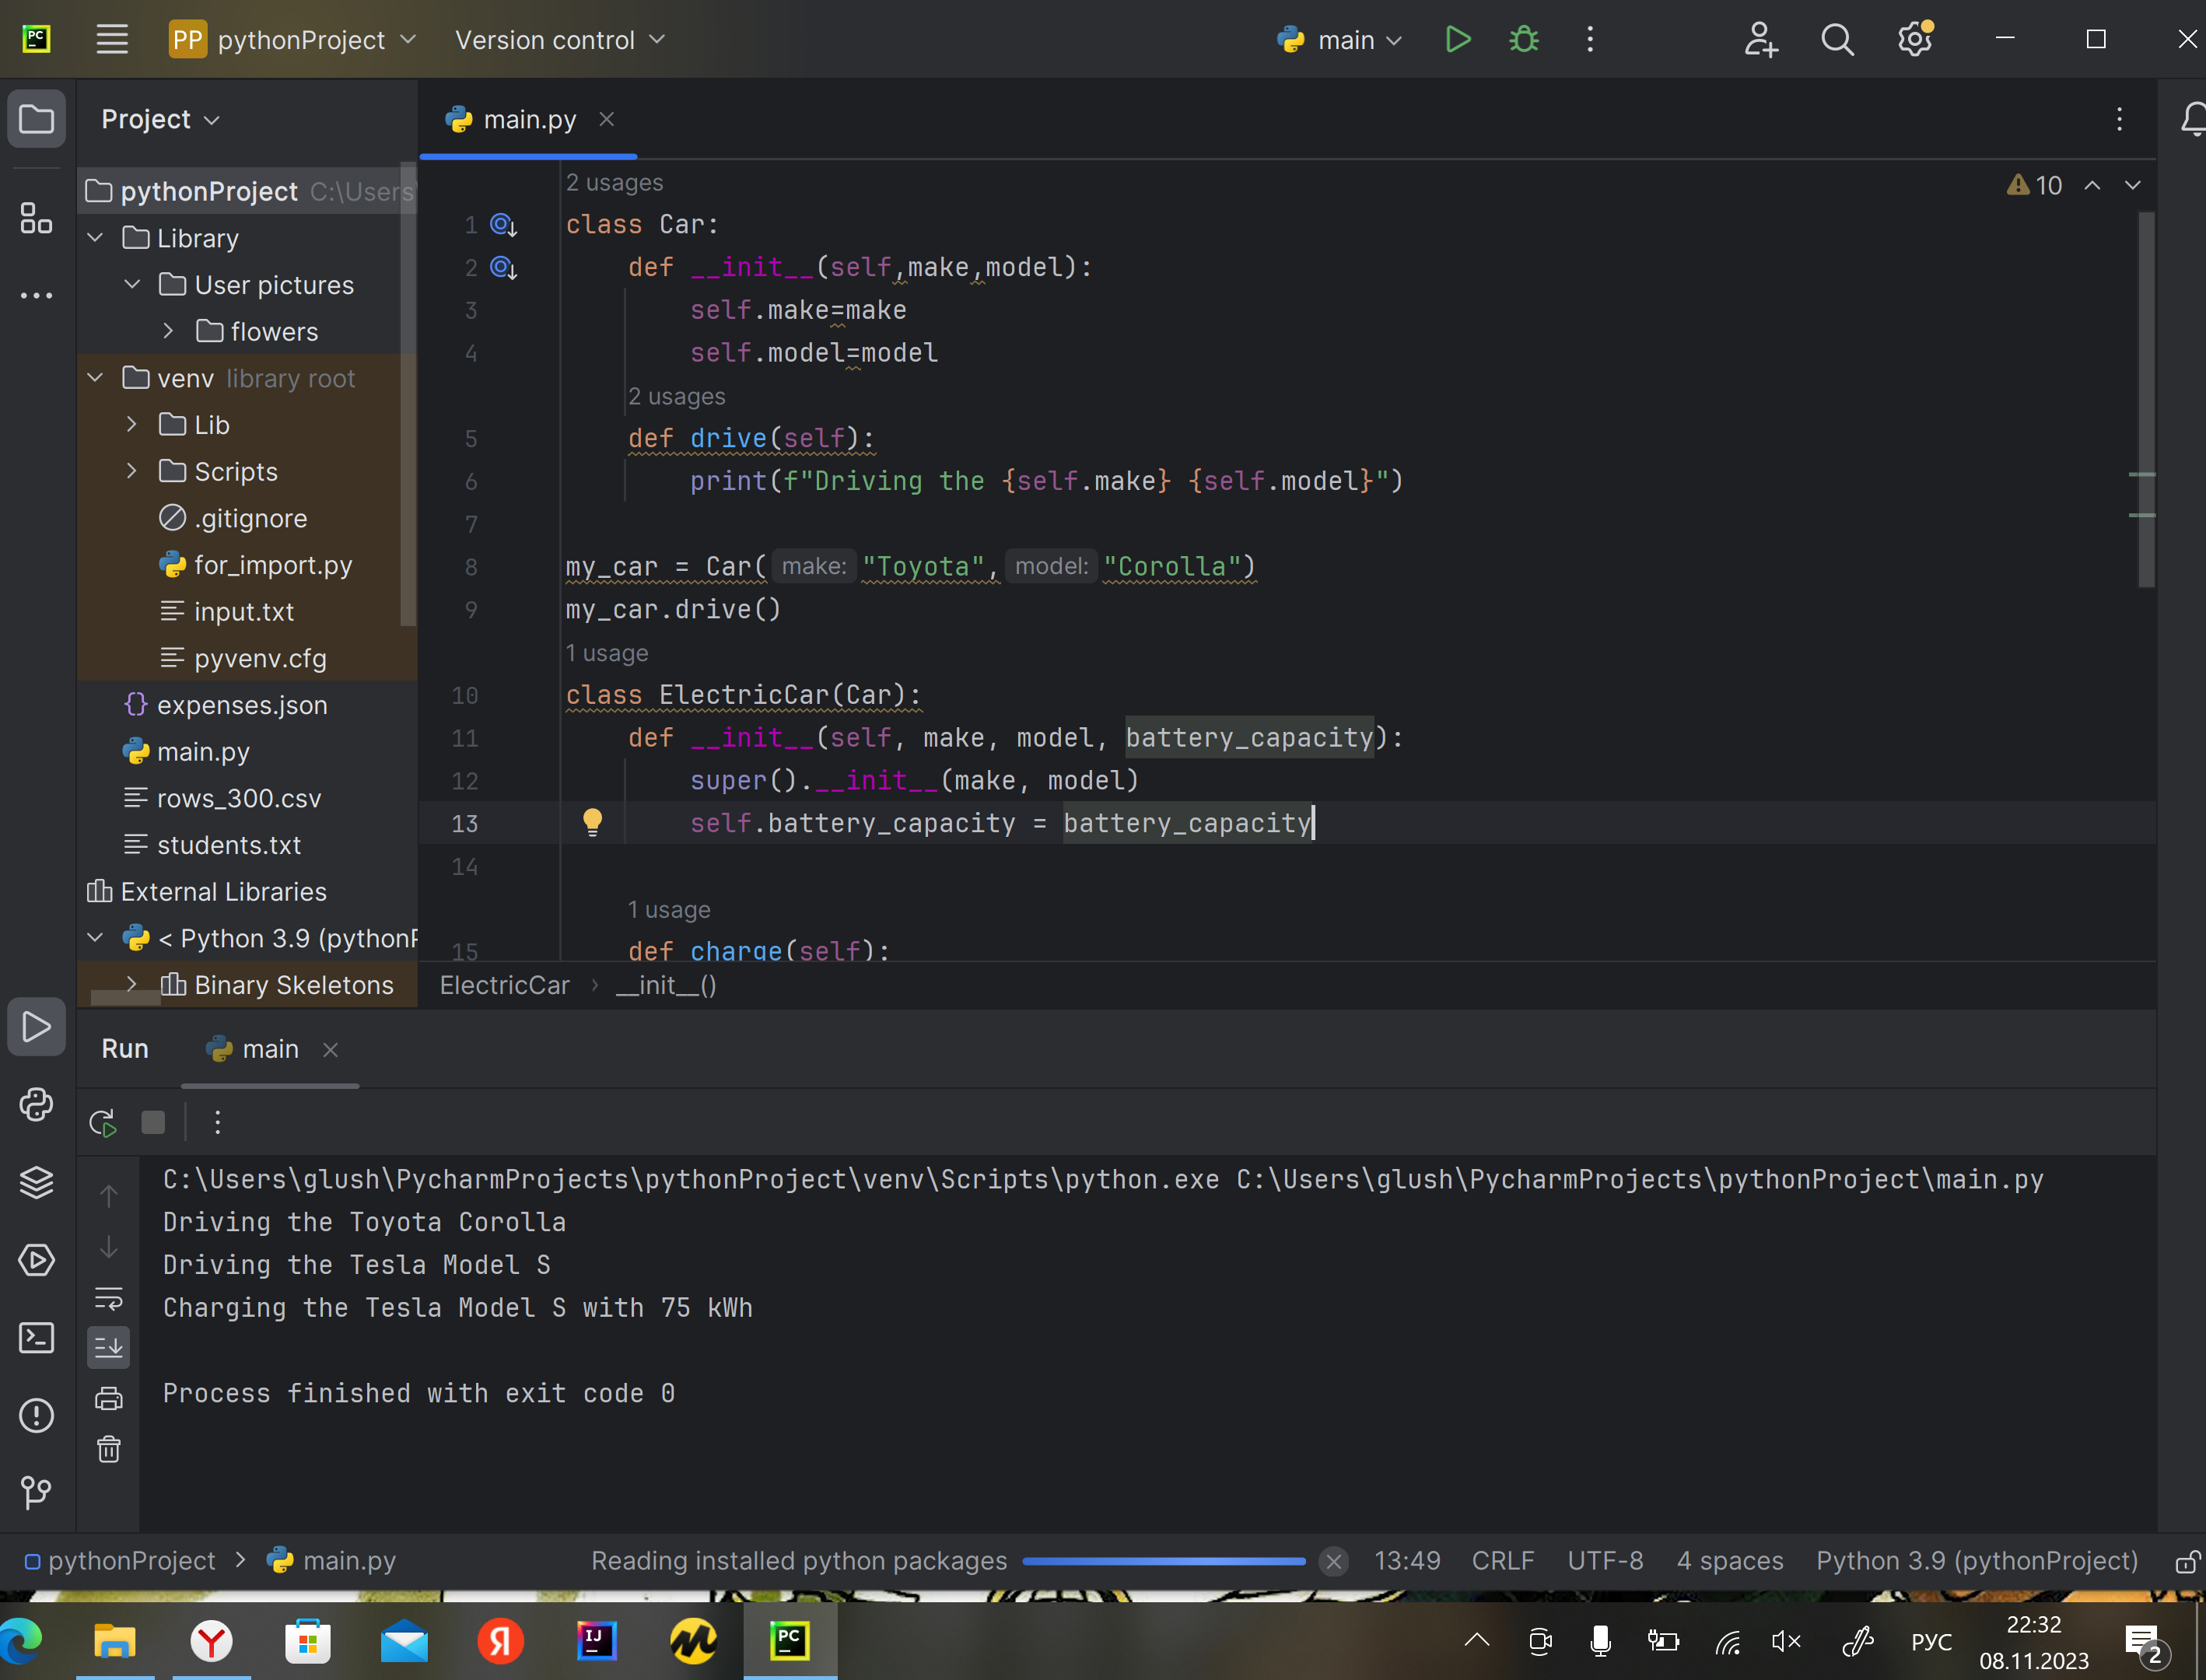 PC
PP pythonProject
Version control
main
Project
main.py
pythonProject C:\Users
Library
User pictures
flowers
venv library root
Lib
Scripts
.gitignore
for_import.py
input.txt
pyvenv.cfg
expenses.json
main.py
rows_300.csv
students.txt
External Libraries
< Python 3.9 (python
Binary Skeletons
10
2 usages
1 class Car:
2 def __init__(self,make,model):
3 self.make=make
4 self.model=model
2 usages
5 def drive(self):
6 print(f"Driving the {self.make} {self.model}")
7
8 my_car = Car( make: "Toyota", model: "Corolla")
9 my_car.drive()
1 usage
10 class ElectricCar(Car):
11 def __init__(self, make, model, battery_capacity):
12 super().__init__(make, model)
13 self.battery_capacity = battery_capacity
14
1 usage
15 def charge(self):
ElectricCar › __init__()
Run
main
C:\Users\glush\PycharmProjects\pythonProject\venv\Scripts\python.exe C:\Users\glush\PycharmProjects\pythonProject\main.py
Driving the Toyota Corolla
Driving the Tesla Model S
Charging the Tesla Model S with 75 kWh
Process finished with exit code 0
pythonProject > main.py
Reading installed python packages
13:49 CRLF UTF-8 4 spaces Python 3.9 (pythonProject)
Я
IJ
PC
РУС
22:32
08.11.2023
2